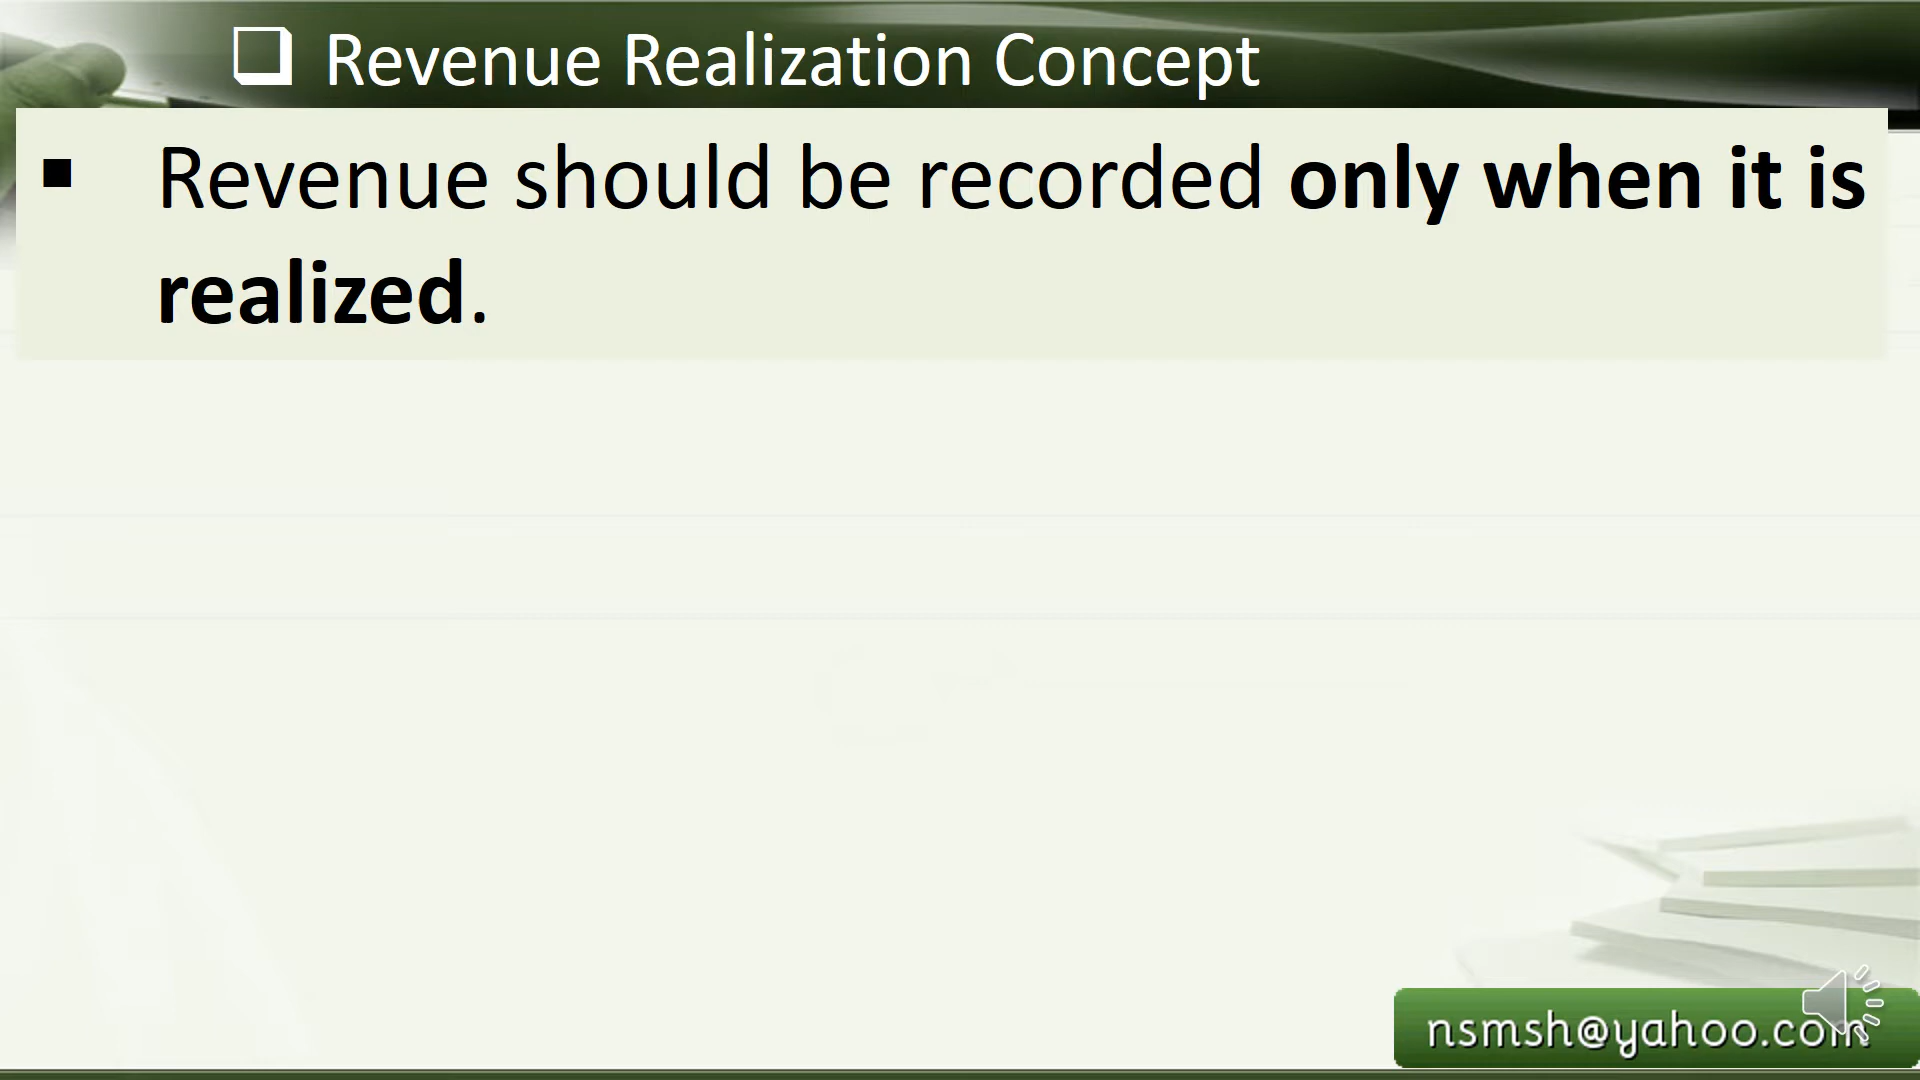 ❑ Revenue Realization Concept
▪ Revenue should be recorded only when it is
realized.
nsmsh@yahoo.com